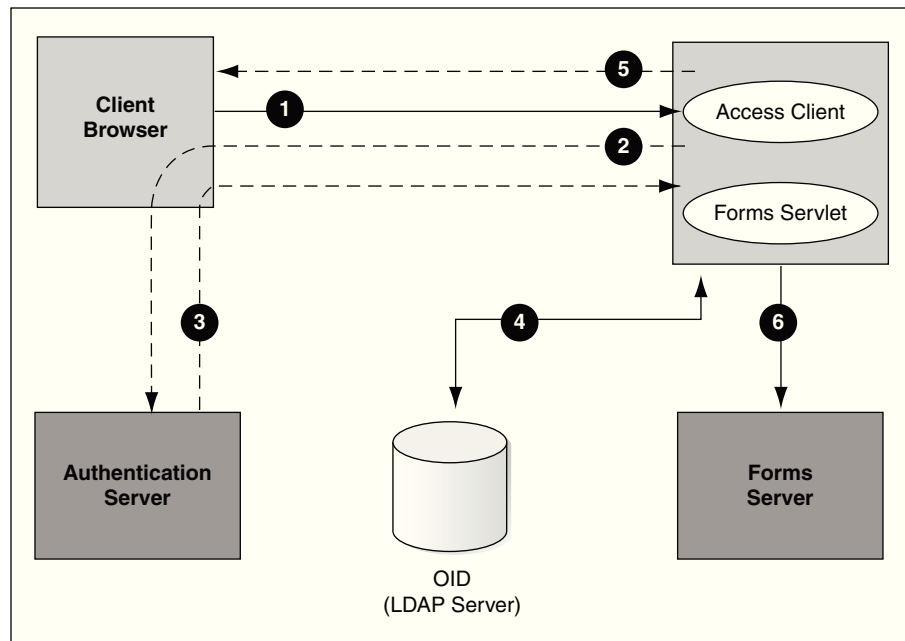 Client
Browser
5
1
Access Client
2
Forms Servlet
3
4
6
Authentication
Server
Forms
Server
OID
(LDAP Server)